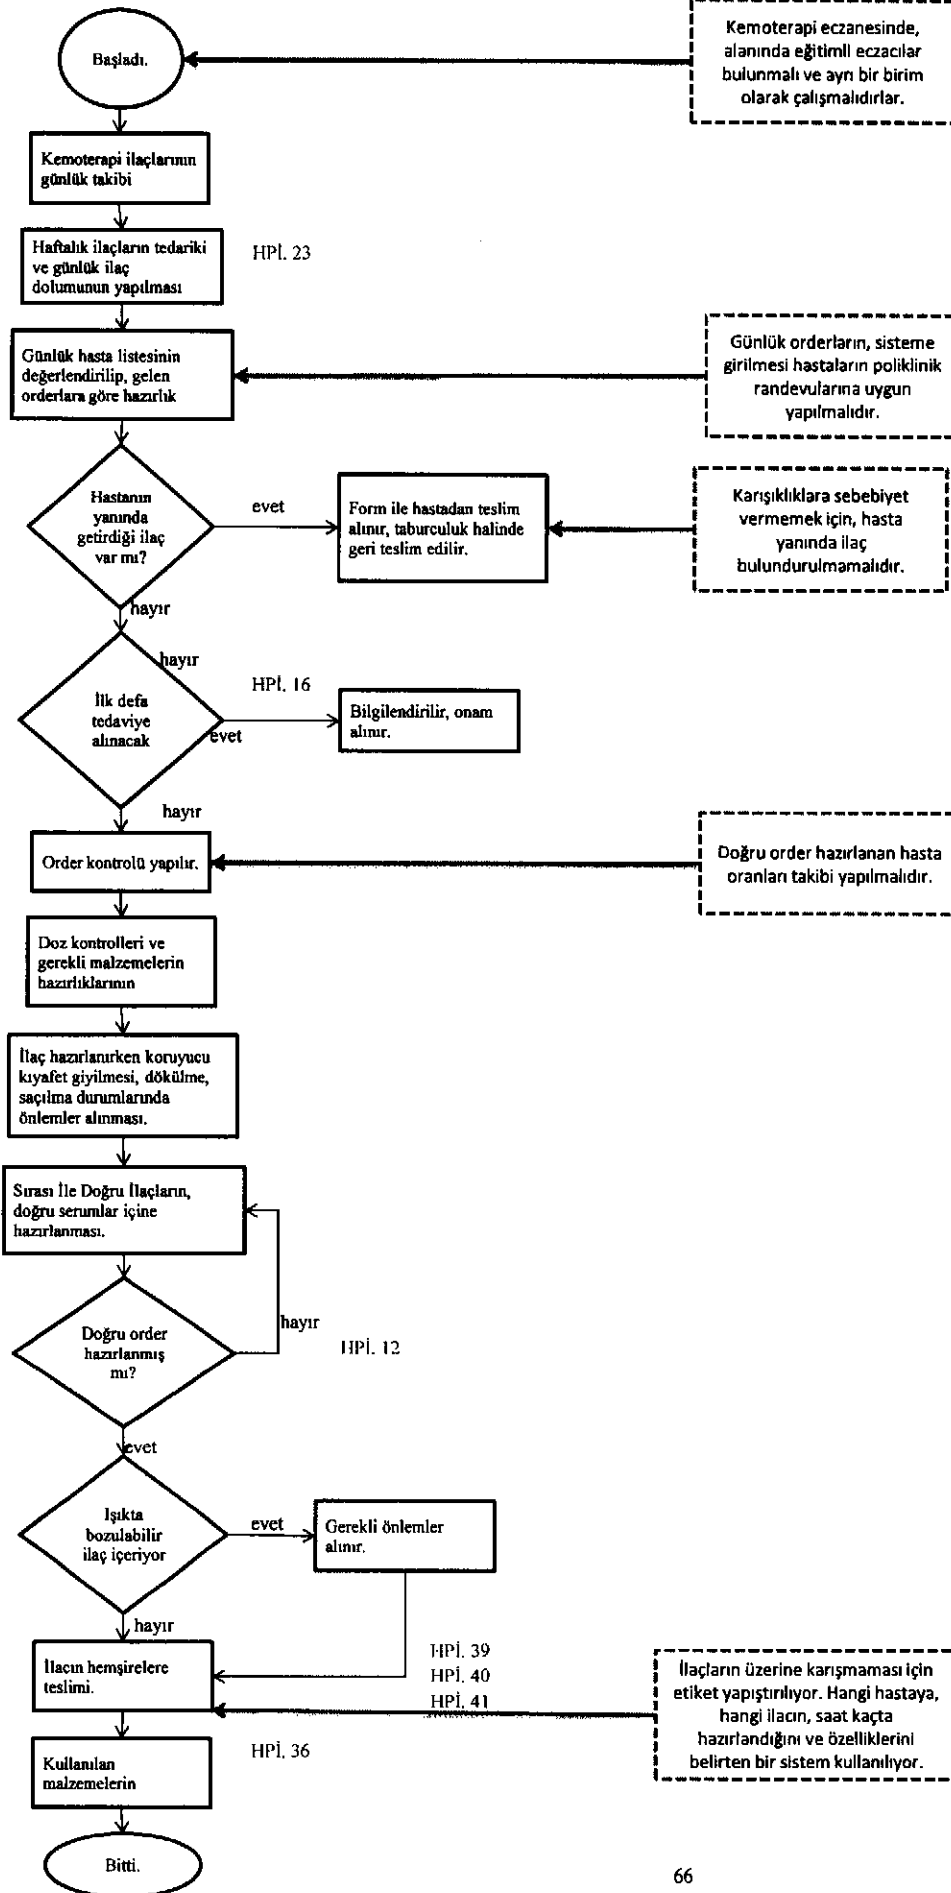 Başladı.
Kemoterapi eczanesinde,
alanında eğitimli eczacılar
bulunmalı ve ayrı bir birim
olarak çalışmalıdırlar.
Kemoterapi ilaçlarının
günlük takibi
Haftalık ilaçların tedariki
ve günlük ilaç
dolumunun yapılması
HPİ. 23
Günlük hasta listesinin
değerlendirilip, gelen
orderlara göre hazırlık
Günlük orderların, sisteme
girilmesi hastaların poliklinik
randevularına uygun
yapılmalıdır.
Hastanın
yanında
getirdiği ilaç
var mı?
evet
Form ile hastadan teslim
alınır, taburculuk halinde
geri teslim edilir.
Karışıklıklara sebebiyet
vermemek için, hasta
yanında ilaç
bulundurulmamalıdır.
hayır
hayır
HPİ. 16
İlk defa
tedaviye
alınacak
evet
Bilgilendirilir, onam
alınır.
hayır
Order kontrolü yapılır.
Doğru order hazırlanan hasta
oranları takibi yapılmalıdır.
Doz kontrolleri ve
gerekli malzemelerin
hazırlıklarının
İlaç hazırlanırken koruyucu
kıyafet giyilmesi, dökülme,
saçılma durumlarında
önlemler alınması.
Sırası İle Doğru İlaçların,
doğru serumlar içine
hazırlanması.
Doğru order
hazırlanmış
mı?
hayır
HPİ. 12
evet
Işıkta
bozulabilir
ilaç içeriyor
evet
Gerekli önlemler
alınır.
hayır
İlacın hemşirelere
teslimi.
HPİ. 39
HPİ. 40
HPİ. 41
İlaçların üzerine karışmaması için
etiket yapıştırılıyor. Hangi hastaya,
hangi ilacın, saat kaçta
hazırlandığını ve özelliklerini
belirten bir sistem kullanılıyor.
HPİ. 36
Kullanılan
malzemelerin
Bitti.
66